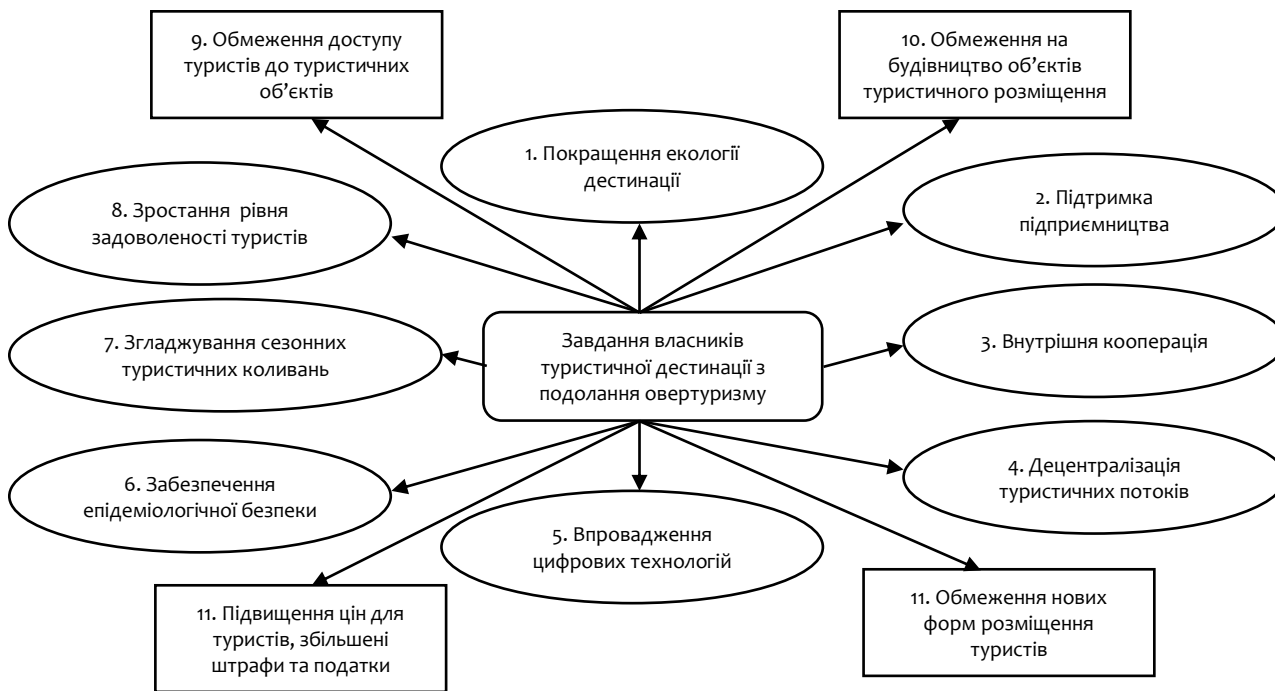 9. Обмеження доступу
туристів до туристичних
об’єктів
10. Обмеження на
будівництво об’єктів
туристичного розміщення
1. Покращення екології
дестинації
8. Зростання рівня
задоволеності туристів
2. Підтримка
підприємництва
7. Згладжування сезонних
туристичних коливань
Завдання власників
туристичної дестинації з
подолання овертуризму
3. Внутрішня кооперація
6. Забезпечення
епідеміологічної безпеки
4. Децентралізація
туристичних потоків
5. Впровадження
цифрових технологій
11. Підвищення цін для
туристів, збільшені
штрафи та податки
11. Обмеження нових
форм розміщення
туристів